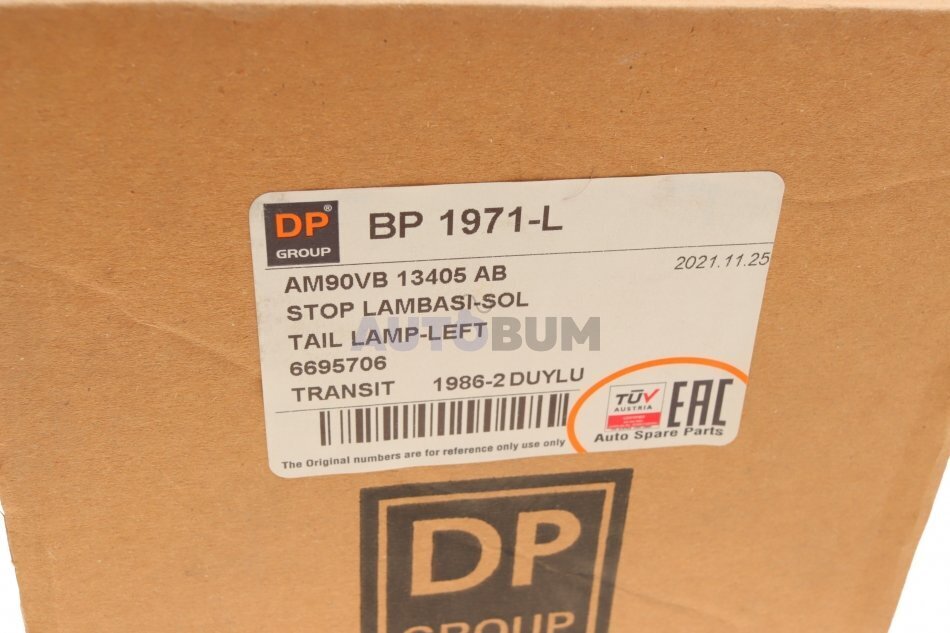 DP®
GROUP
BP 1971-L
2021.11.25
AM90VB 13405 AB
STOP LAMBASI-SOL
TAIL LAMP-LEFT
AUTOBUM
6695706
TRANSIT 1986-2 DUYLU
TÜV
AUSTRIA
EAC
Auto Spare Parts
The Original numbers are for reference only use only
DP
GROUP